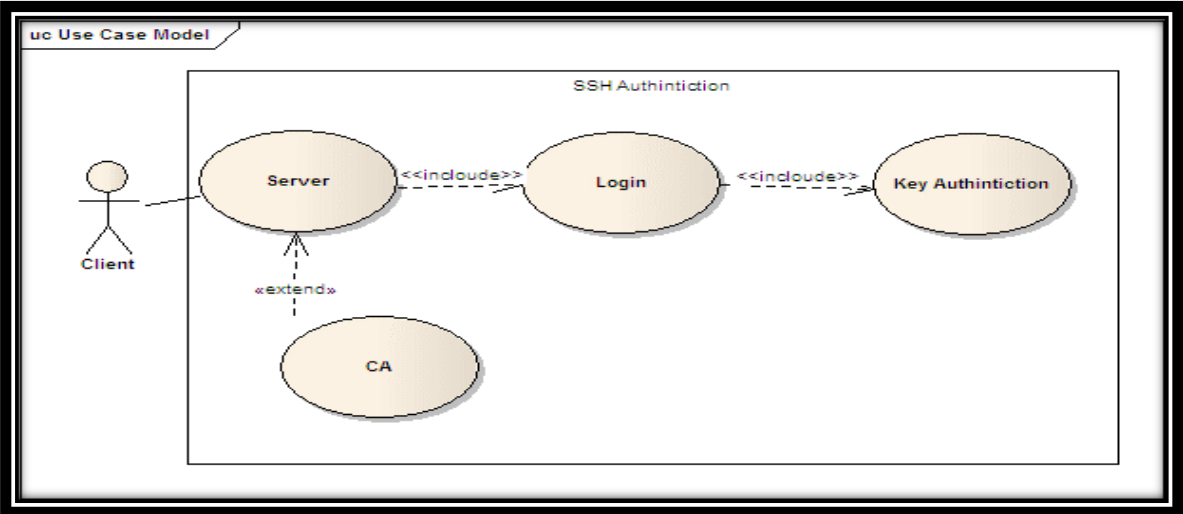 uc Use Case Model
SSH Authintiction
Server
<<incloude>>
Login
<<incloude>>
Key Authintiction
Client
«extend»
CA